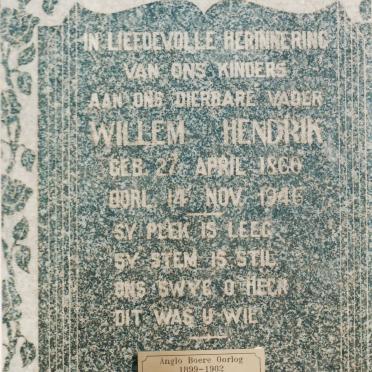 IN LIEFDEVOLLE HERINNERING
VAN ONS KINDERS
AAN ONS DIERBARE VADER
WILLEM HENDRIK
GEB. 27 APRIL 1860
OORL. 14 NOV. 1946
SY PLEK IS LEEG
SY STEM IS STIL
ONS SWYG O HEER
DIT WAS U WIL
Anglo Boere Oorlog
1899-1902